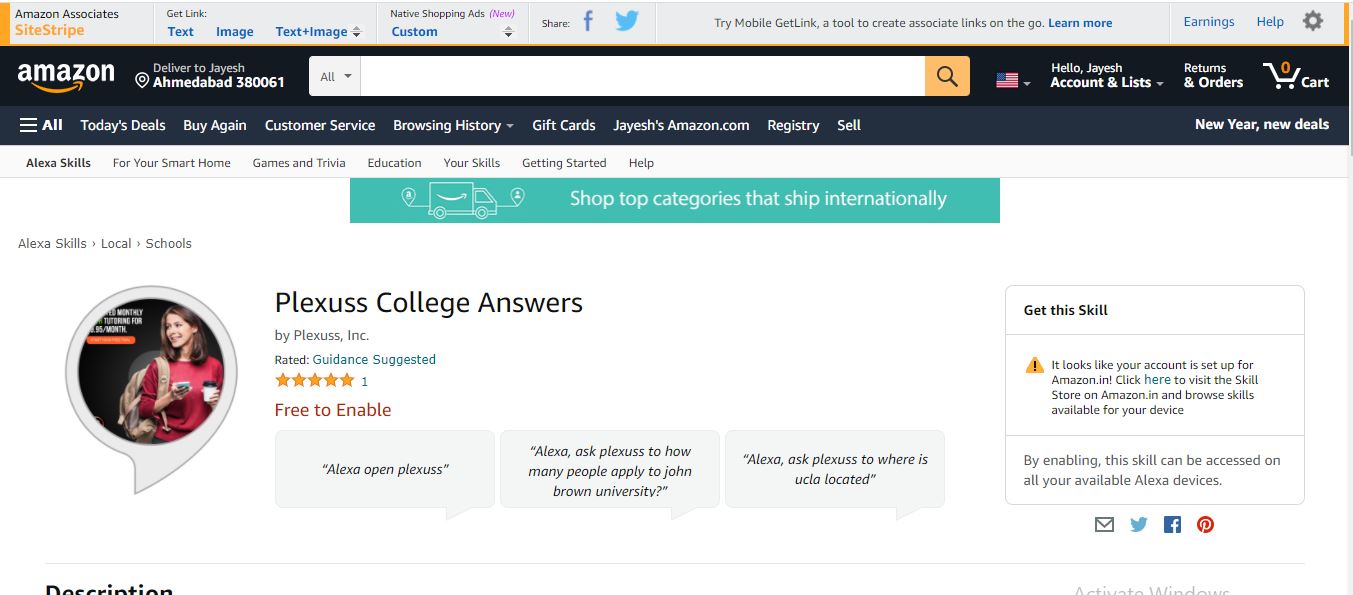 Amazon Associates
SiteStripe
Get Link:
Text Image Text+Image
Native Shopping Ads (New)
Custom
Share:
Try Mobile GetLink, a tool to create associate links on the go. Learn more
Earnings Help
amazon
Deliver to Jayesh
Ahmedabad 380061
All
Hello, Jayesh
Account & Lists
Returns
& Orders
0
Cart
All Today's Deals Buy Again Customer Service Browsing History Gift Cards Jayesh's Amazon.com Registry Sell
New Year, new deals
Alexa Skills For Your Smart Home Games and Trivia Education Your Skills Getting Started Help
a
Shop top categories that ship internationally
Alexa Skills › Local › Schools
MONTHLY
TUTORING FOR
.95/MONTH.
Plexuss College Answers
by Plexuss, Inc.
Rated: Guidance Suggested
1
Free to Enable
“Alexa open plexuss”
“Alexa, ask plexuss to how
many people apply to john
brown university?”
“Alexa, ask plexuss to where is
ucla located”
Get this Skill
It looks like your account is set up for
Amazon.in! Click here to visit the Skill
Store on Amazon.in and browse skills
available for your device
By enabling, this skill can be accessed on
all your available Alexa devices.
Description
Activate Windows